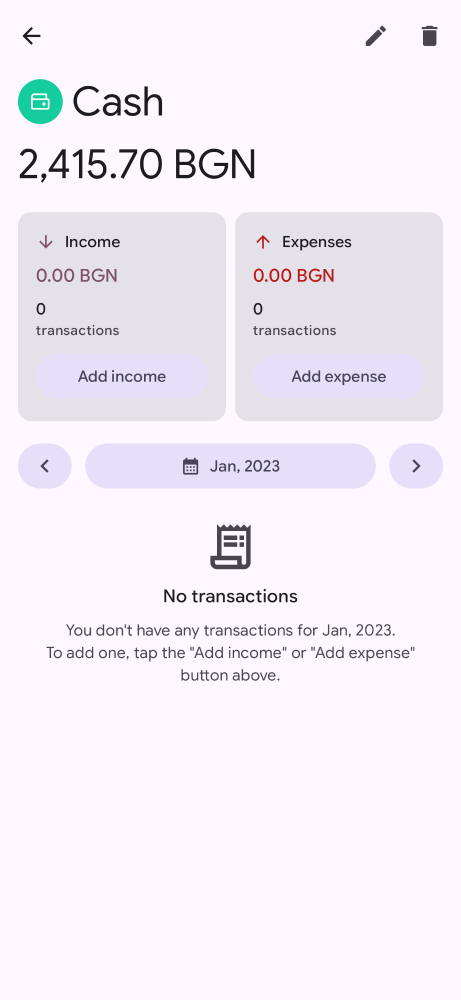 Cash
2,415.70 BGN
Income
0.00 BGN
0
transactions
Add income
Expenses
0.00 BGN
0
transactions
Add expense
Jan, 2023
No transactions
You don't have any transactions for Jan, 2023.
To add one, tap the "Add income" or "Add expense"
button above.